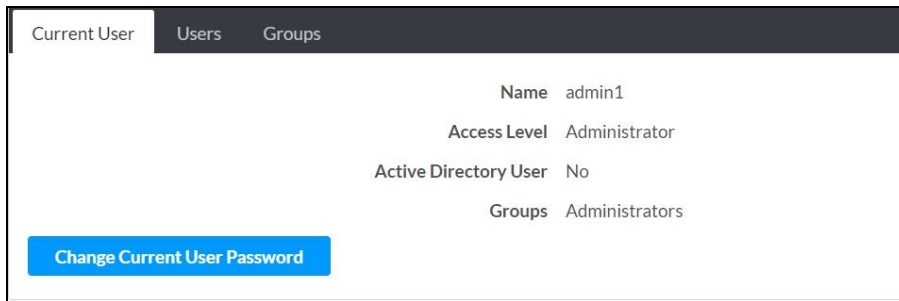 Current User Users Groups
Name admin1
Access Level Administrator
Active Directory User No
Groups Administrators
Change Current User Password